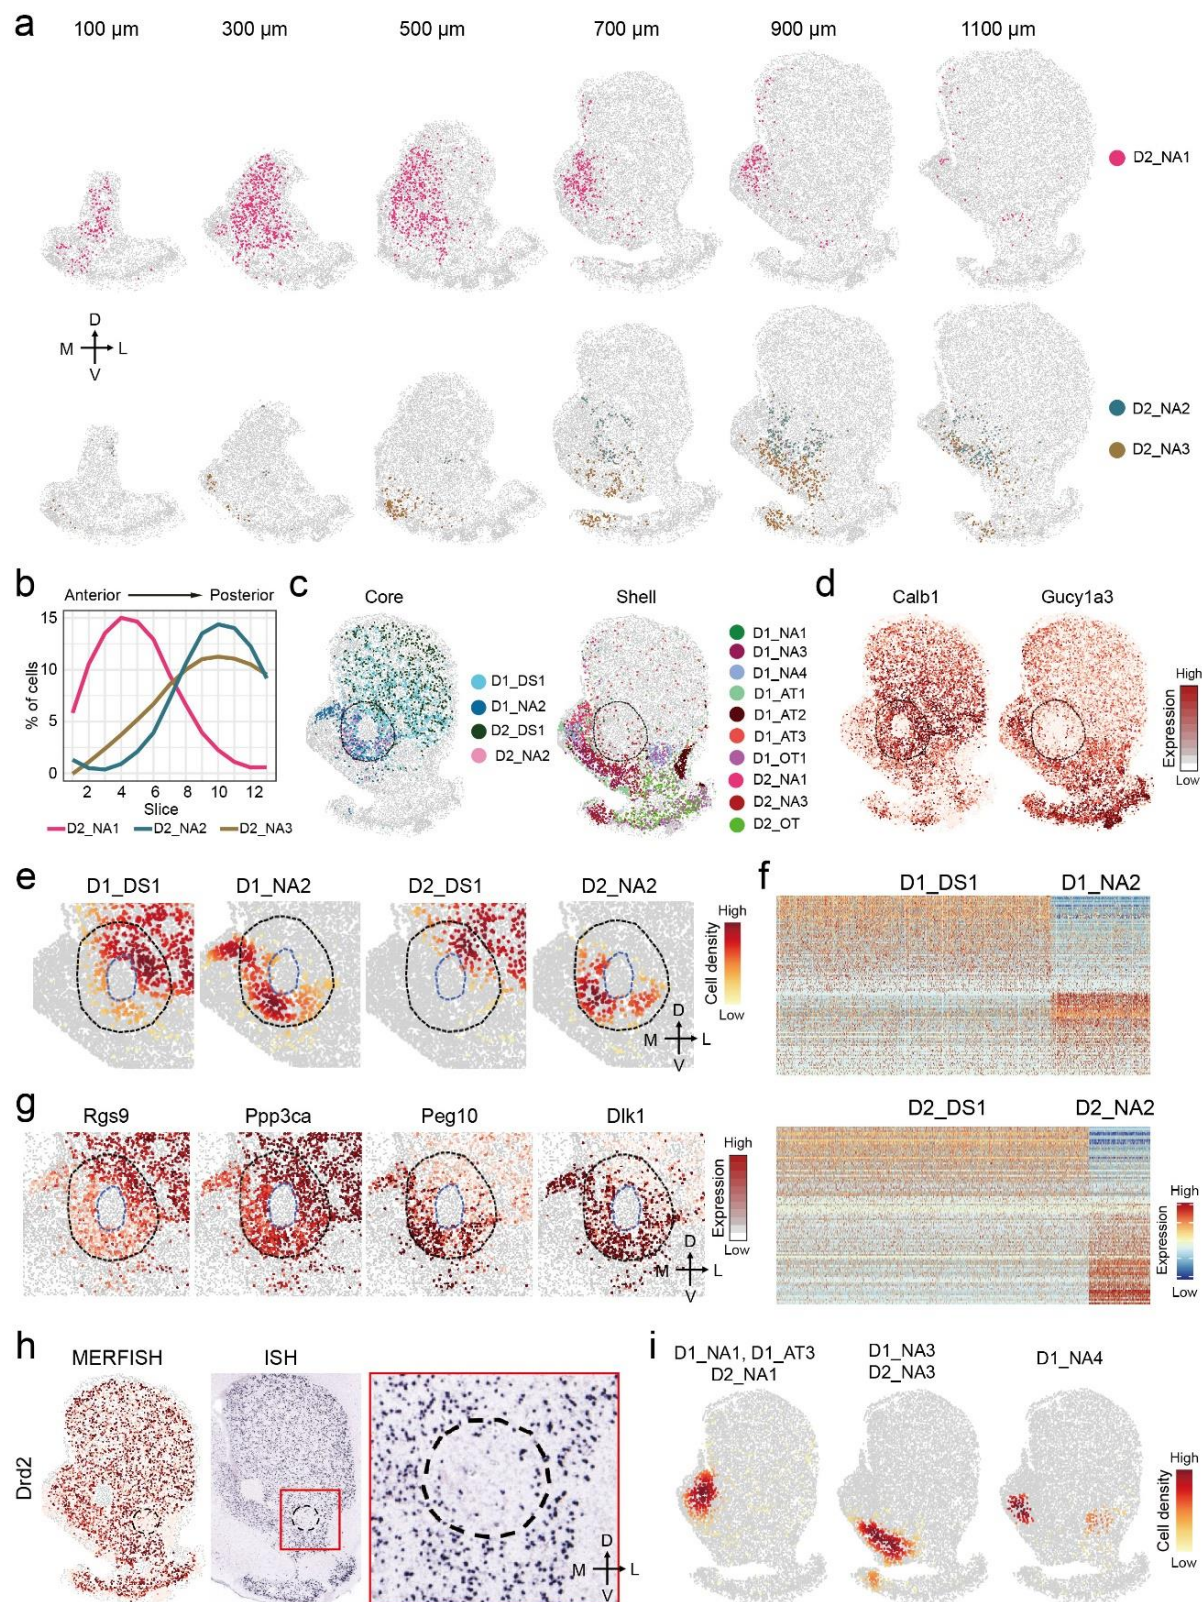 a
100 µm 300 µm 500 µm 700 µm 900 µm 1100 µm
D2_NA1
D
M L
V
D2_NA2
D2_NA3
b
Anterior Posterior
15
10
5
0
% of cells
2 4 6 8 10 12
Slice
D2_NA1 D2_NA2 D2_NA3
c
Core Shell
D1_DS1
D1_NA2
D2_DS1
D2_NA2
D1_NA1
D1_NA3
D1_NA4
D1_AT1
D1_AT2
D1_AT3
D1_OT1
D2_NA1
D2_NA3
D2_OT
d
Calb1 Gucy1a3
High
Expression
Low
e
D1_DS1 D1_NA2 D2_DS1 D2_NA2
High
Cell density
Low
D
M L
V
f
D1_DS1 D1_NA2
D2_DS1 D2_NA2
High
Expression
Low
g
Rgs9 Ppp3ca Peg10 Dlk1
High
Expression
Low
D
M L
V
h
MERFISH ISH
Drd2
D
M L
V
i
D1_NA1, D1_AT3
D2_NA1
D1_NA3
D2_NA3
D1_NA4
High
Cell density
Low